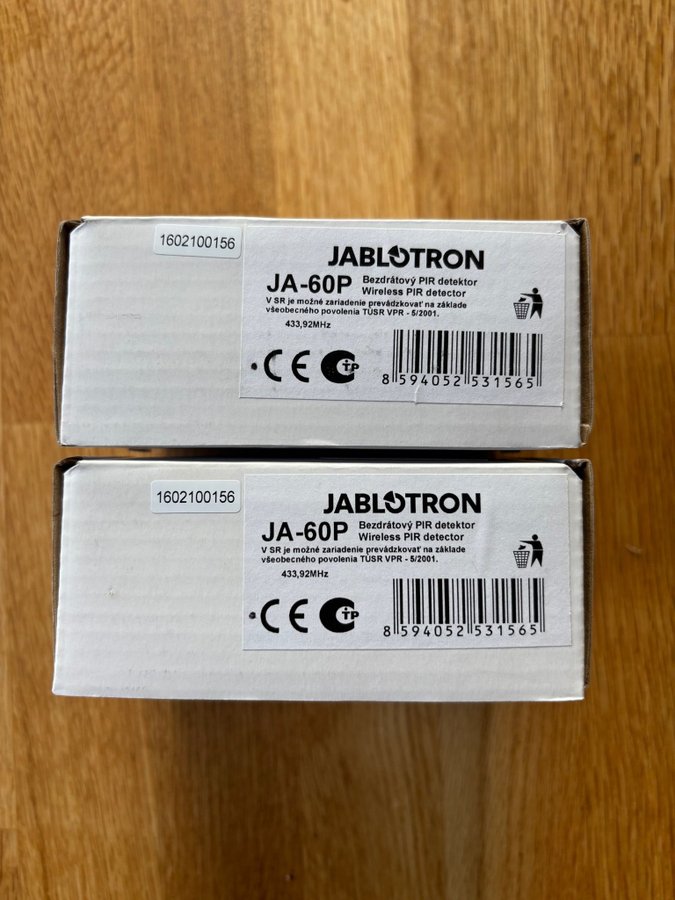 1602100156
JABLOTRON
JA-60P
Bezdrátový PIR detektor
Wireless PIR detector
V SR je možné zariadenie prevádzkovať na základe
všeobecného povolenia TÚSR VPR - 5/2001.
433,92MHz
CE CTP
8 594052 531565
1602100156
JABLOTRON
JA-60P
Bezdrátový PIR detektor
Wireless PIR detector
V SR je možné zariadenie prevádzkovať na základe
všeobecného povolenia TÚSR VPR - 5/2001.
433,92MHz
CE CTP
8 594052 531565